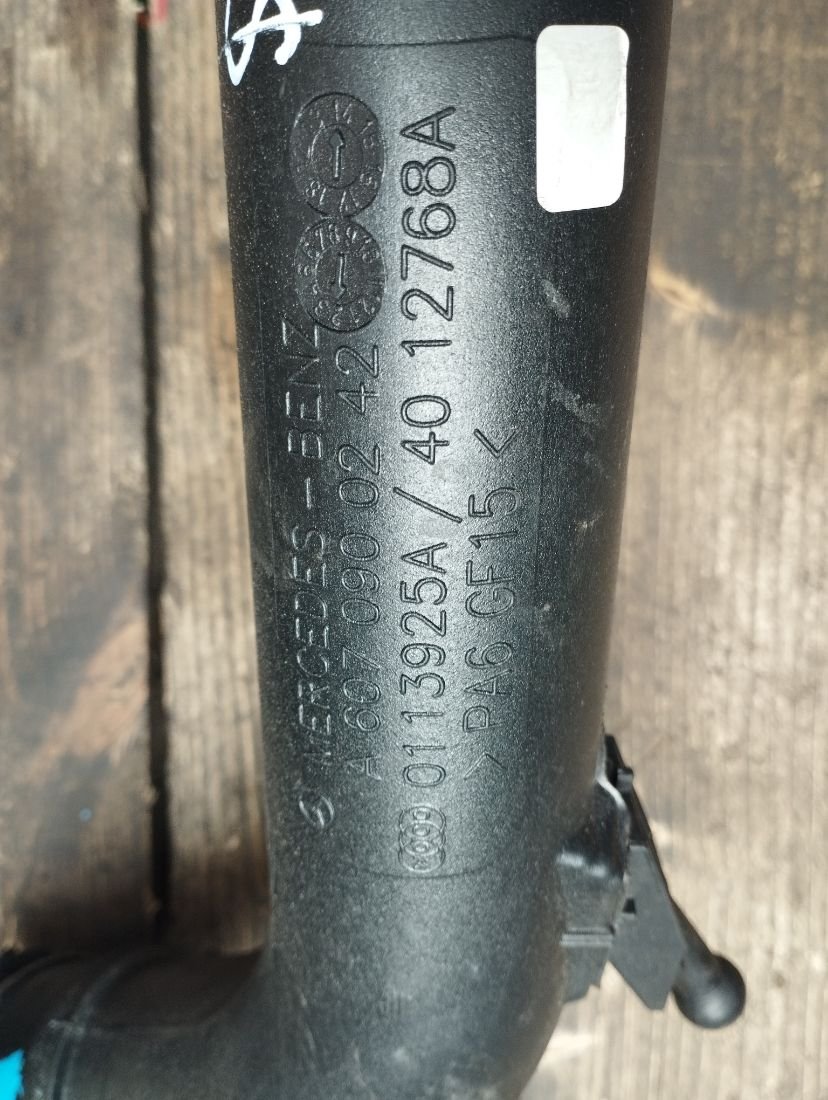 MERCEDES-BENZ
A 607 090 02 42
0113925A / 40 12768A
>PA6 GF15<